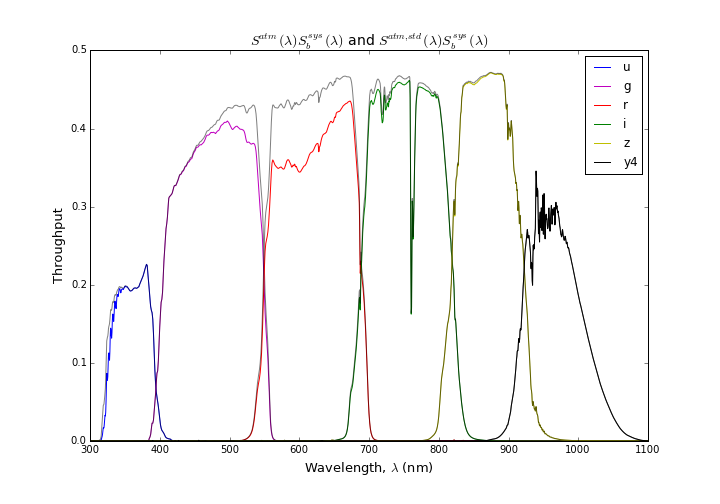 S^{atm}(λ)S_b^{sys}(λ) and S^{atm,std}(λ)S_b^{sys}(λ)
0.5
0.4
0.3
0.2
0.1
0.0
Throughput
u
g
r
i
z
y4
300 400 500 600 700 800 900 1000 1100
Wavelength, λ (nm)